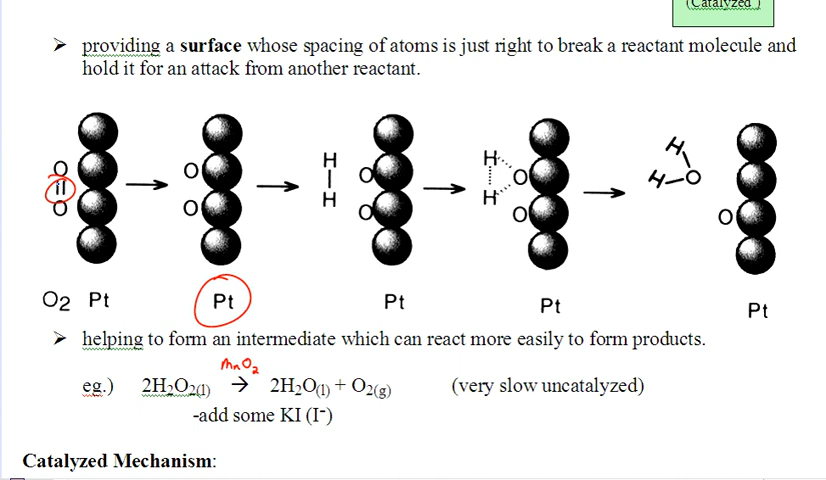 (Catalyzed )
➢ providing a surface whose spacing of atoms is just right to break a reactant molecule and
hold it for an attack from another reactant.
O
||
O
O
O
H
|
H
O
O
H
H
O
O
H
H–O
O
O2 Pt
Pt
Pt
Pt
Pt
➢ helping to form an intermediate which can react more easily to form products.
MnO₂
eg.) 2H₂O₂(l) → 2H₂O(l) + O₂(g) (very slow uncatalyzed)
-add some KI (I⁻)
Catalyzed Mechanism: